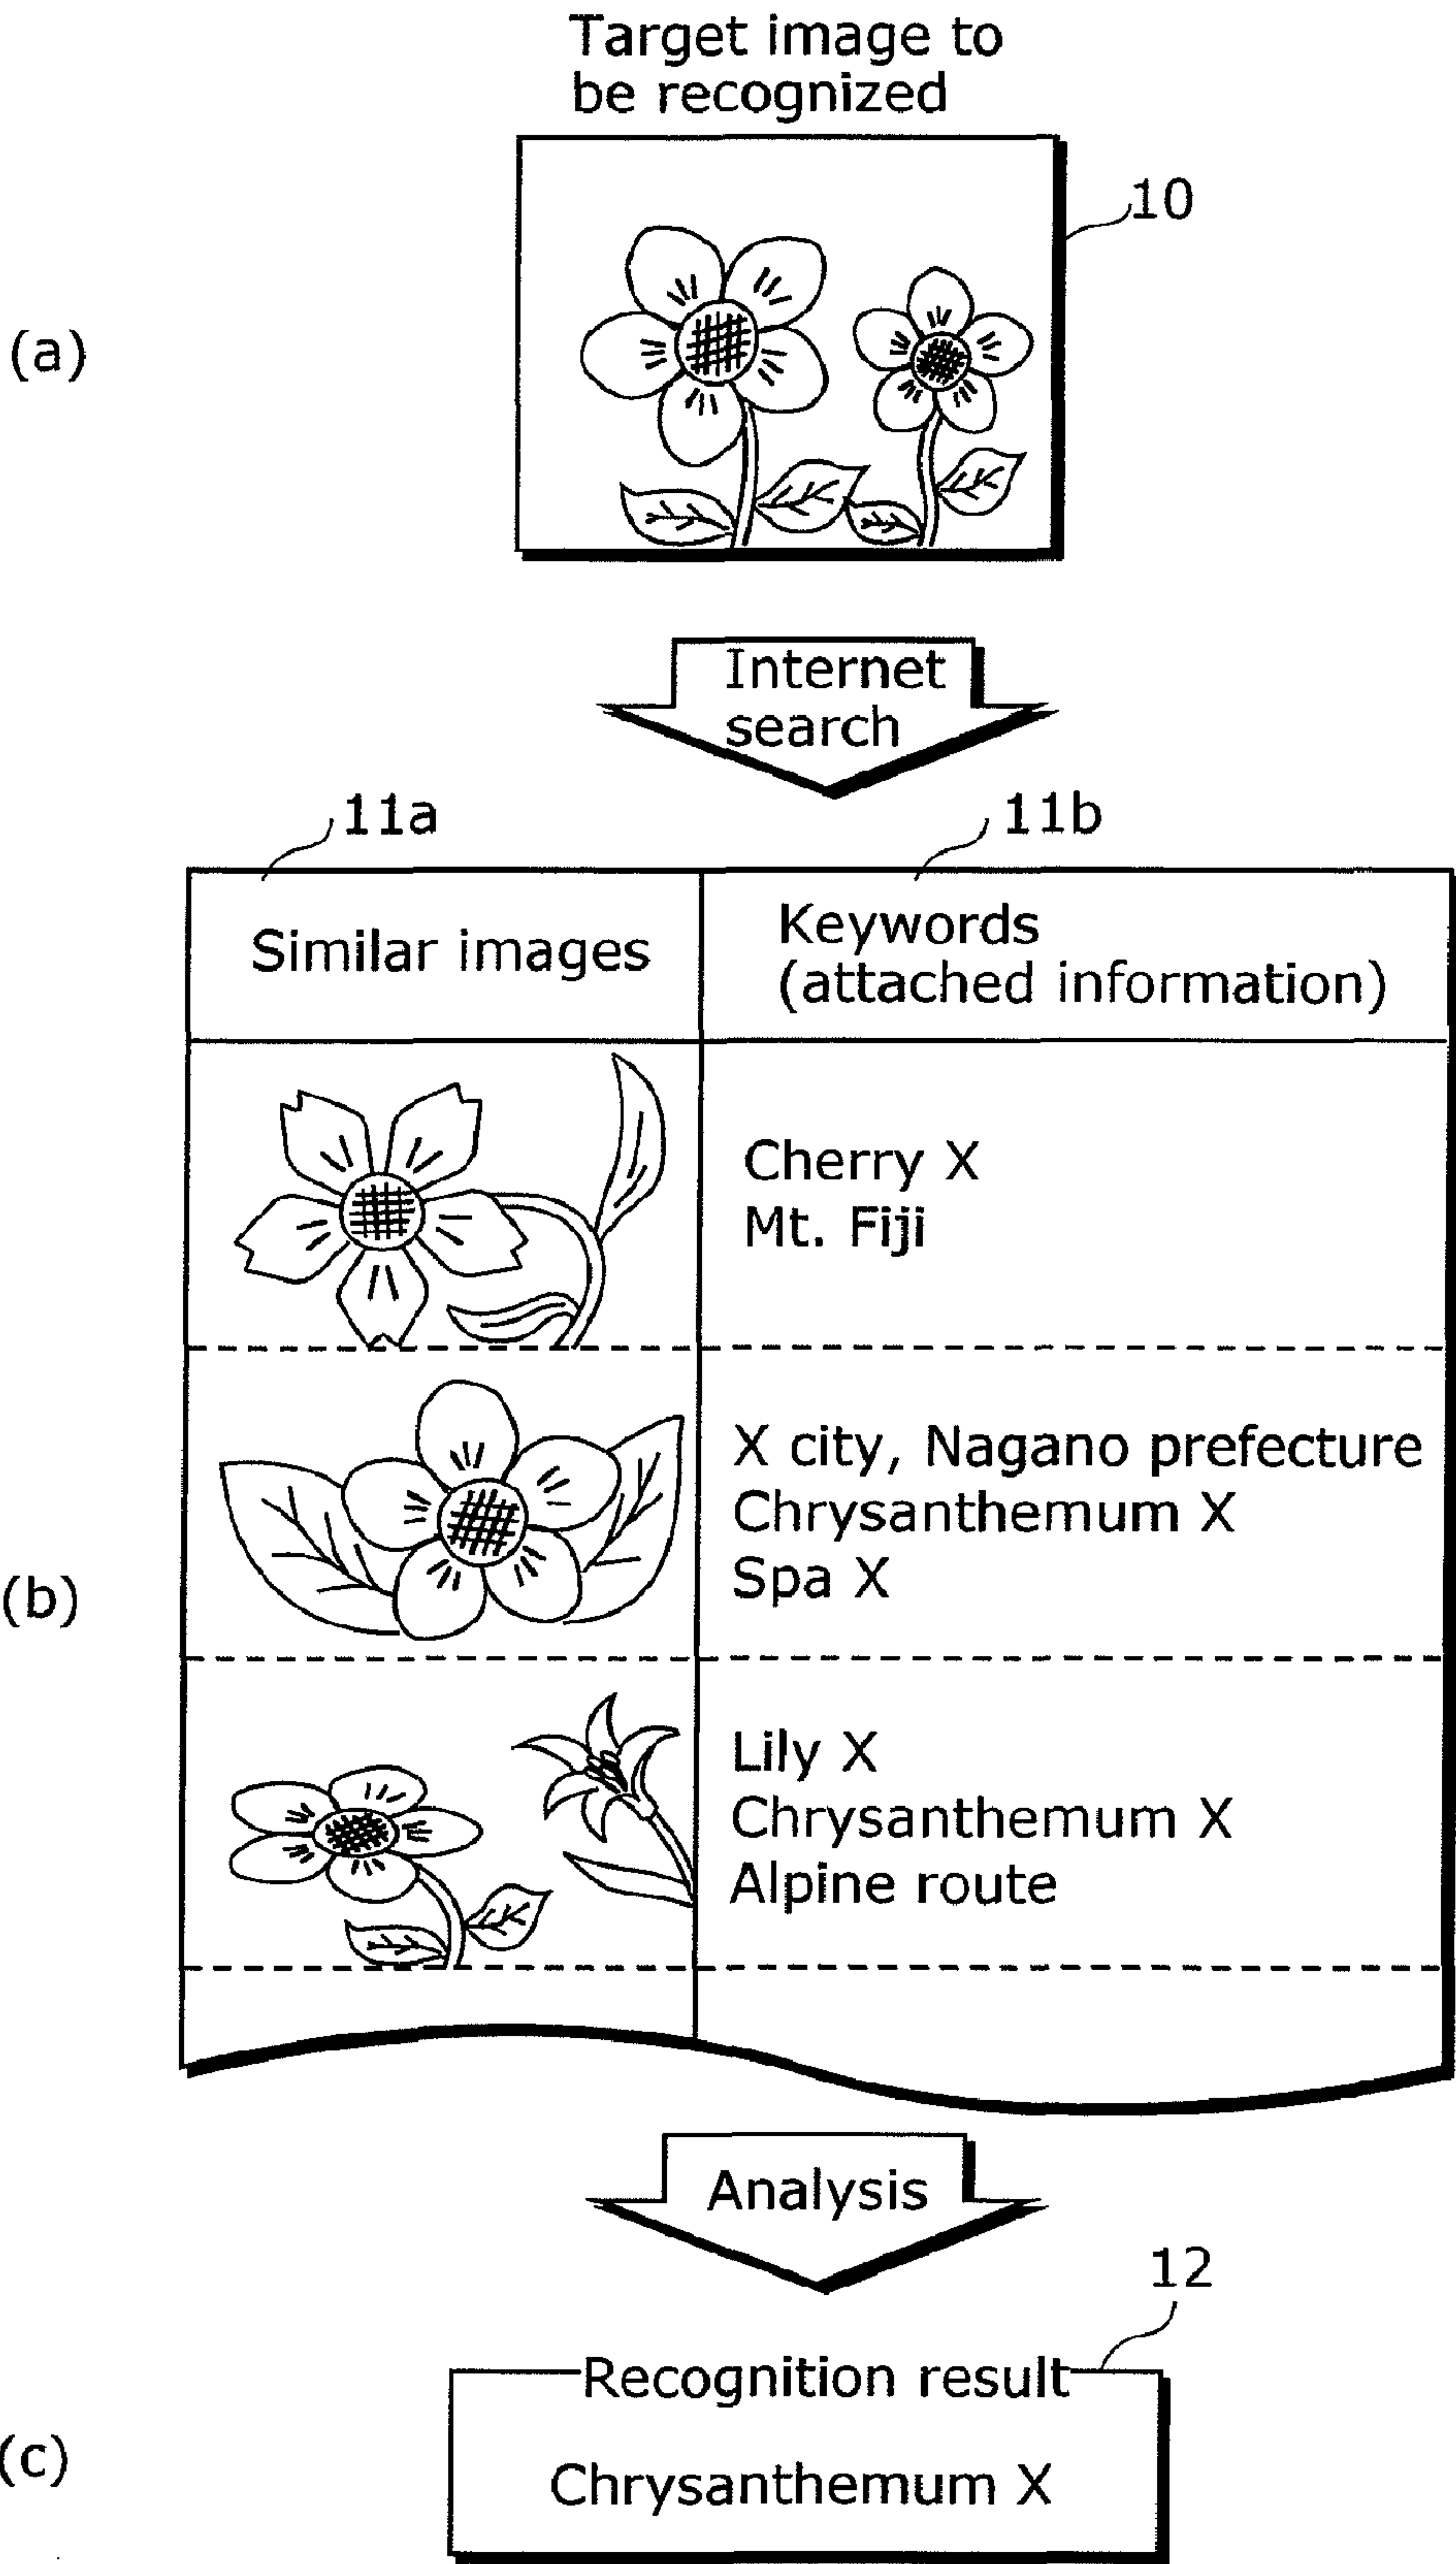 Target image to
be recognized
10
(a)
Internet
search
11a
11b
Similar images
Keywords
(attached information)
Cherry X
Mt. Fiji
X city, Nagano prefecture
Chrysanthemum X
Spa X
(b)
Lily X
Chrysanthemum X
Alpine route
Analysis
12
Recognition result
(c)
Chrysanthemum X